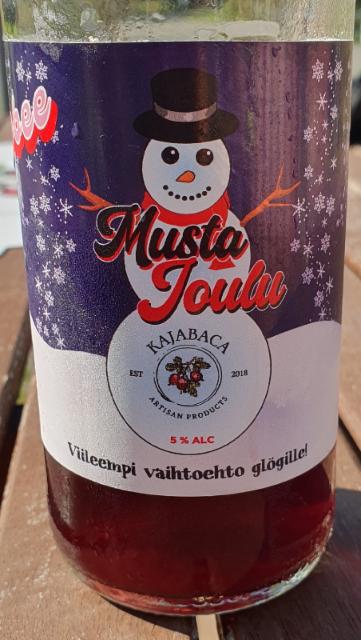 Musta
Joulu
KAJABACA
EST 2018
ARTISAN PRODUCTS
5 % ALC
Viileempi vaihtoehto glögille!